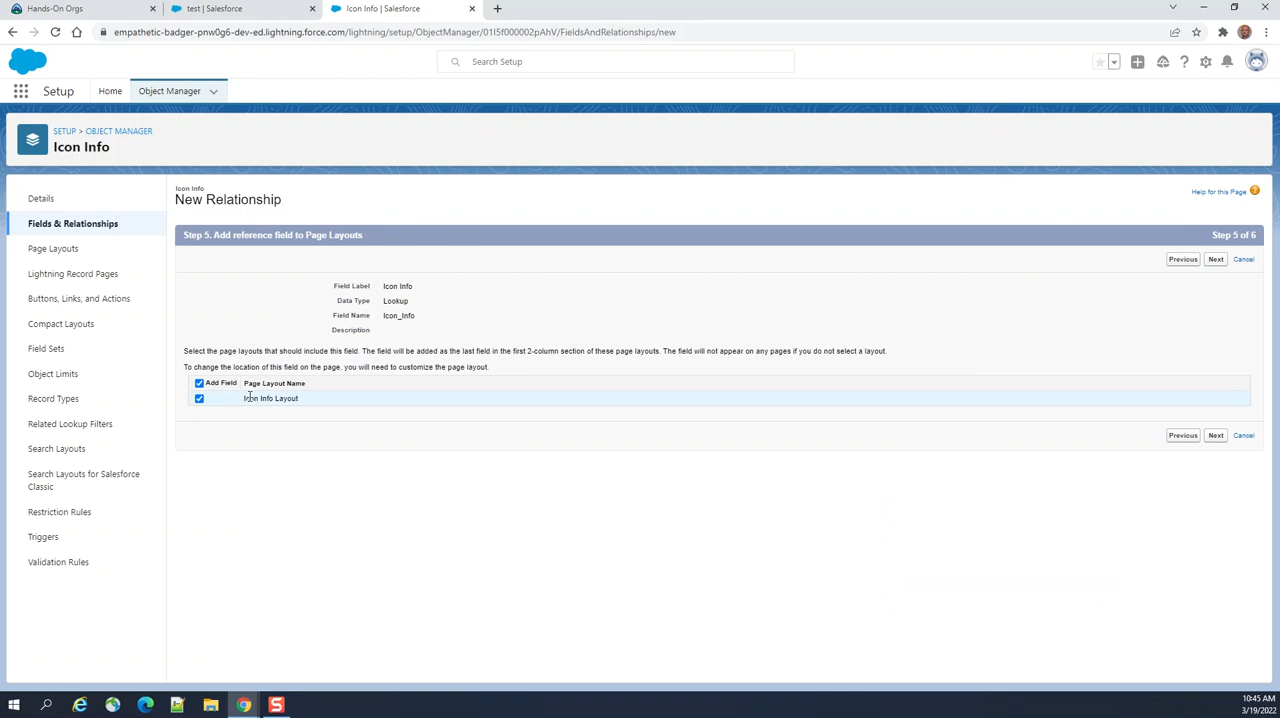 Hands-On Orgs
test | Salesforce
Icon Info | Salesforce
empathetic-badger-pnw0g6-dev-ed.lightning.force.com/lightning/setup/ObjectManager/01I5f000002pAhV/FieldsAndRelationships/new
Search Setup
Setup
Home
Object Manager
SETUP > OBJECT MANAGER
Icon Info
Details
Fields & Relationships
Page Layouts
Lightning Record Pages
Buttons, Links, and Actions
Compact Layouts
Field Sets
Object Limits
Record Types
Related Lookup Filters
Search Layouts
Search Layouts for Salesforce
Classic
Restriction Rules
Triggers
Validation Rules
Icon Info
New Relationship
Help for this Page
Step 5. Add reference field to Page Layouts
Step 5 of 6
Previous Next Cancel
Field Label Icon Info
Data Type Lookup
Field Name Icon_Info
Description
Select the page layouts that should include this field. The field will be added as the last field in the first 2-column section of these page layouts. The field will not appear on any pages if you do not select a layout.
To change the location of this field on the page, you will need to customize the page layout.
Add Field Page Layout Name
Icon Info Layout
Previous Next Cancel
10:45 AM
3/19/2022